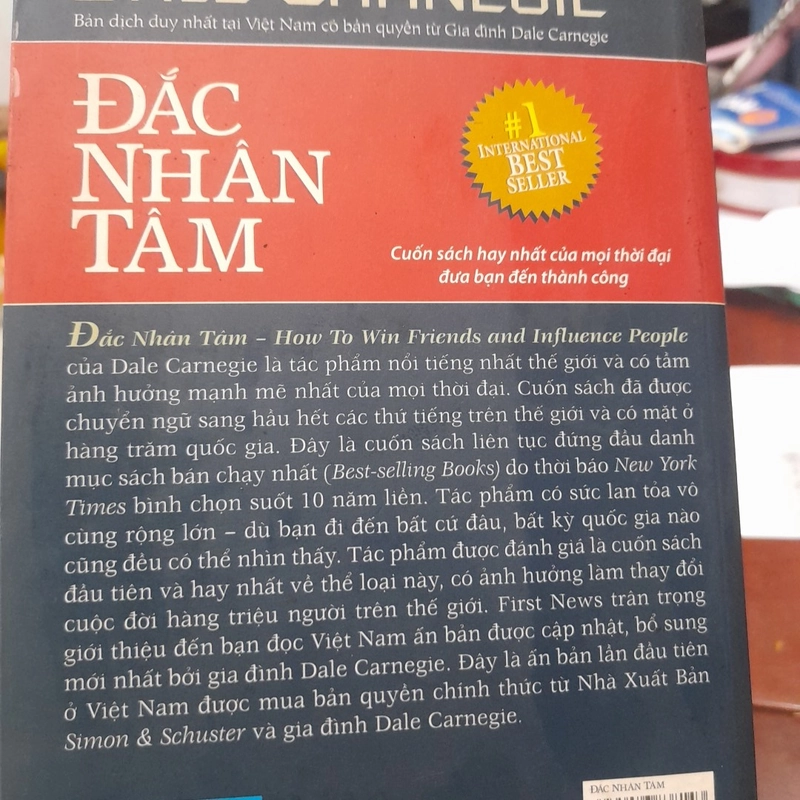 DALE CARNEGIE
Bản dịch duy nhất tại Việt Nam có bản quyền từ Gia đình Dale Carnegie
ĐẮC
NHÂN
TÂM
#1
INTERNATIONAL
BEST
SELLER
Cuốn sách hay nhất của mọi thời đại
đưa bạn đến thành công
Đắc Nhân Tâm – How To Win Friends and Influence People
của Dale Carnegie là tác phẩm nổi tiếng nhất thế giới và có tầm
ảnh hưởng mạnh mẽ nhất của mọi thời đại. Cuốn sách đã được
chuyển ngữ sang hầu hết các thứ tiếng trên thế giới và có mặt ở
hàng trăm quốc gia. Đây là cuốn sách liên tục đứng đầu danh
mục sách bán chạy nhất (Best-selling Books) do thời báo New York
Times bình chọn suốt 10 năm liền. Tác phẩm có sức lan tỏa vô
cùng rộng lớn – dù bạn đi đến bất cứ đâu, bất kỳ quốc gia nào
cũng đều có thể nhìn thấy. Tác phẩm được đánh giá là cuốn sách
đầu tiên và hay nhất về thể loại này, có ảnh hưởng làm thay đổi
cuộc đời hàng triệu người trên thế giới. First News trân trọng
giới thiệu đến bạn đọc Việt Nam ấn bản được cập nhật, bổ sung
mới nhất bởi gia đình Dale Carnegie. Đây là ấn bản lần đầu tiên
ở Việt Nam được mua bản quyền chính thức từ Nhà Xuất Bản
Simon & Schuster và gia đình Dale Carnegie.
ĐẮC NHÂN TÂM